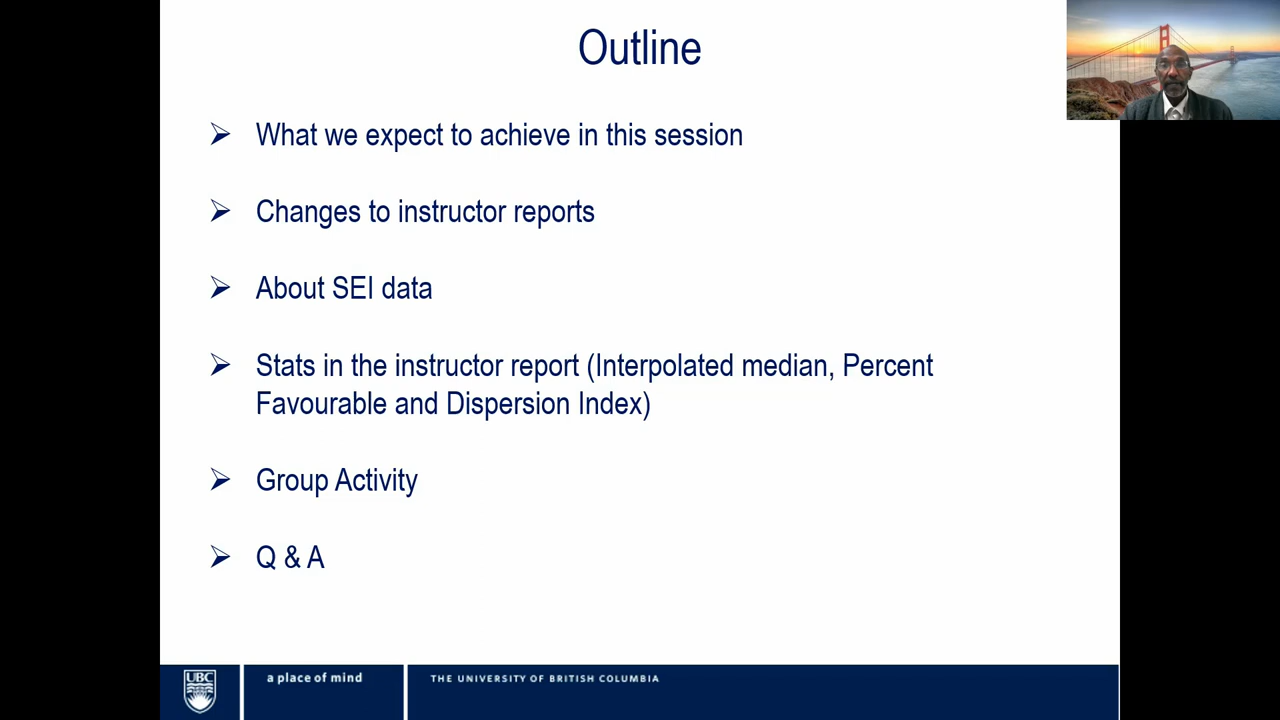 Outline
What we expect to achieve in this session
Changes to instructor reports
About SEI data
Stats in the instructor report (Interpolated median, Percent
Favourable and Dispersion Index)
Group Activity
Q & A
UBC
a place of mind
THE UNIVERSITY OF BRITISH COLUMBIA